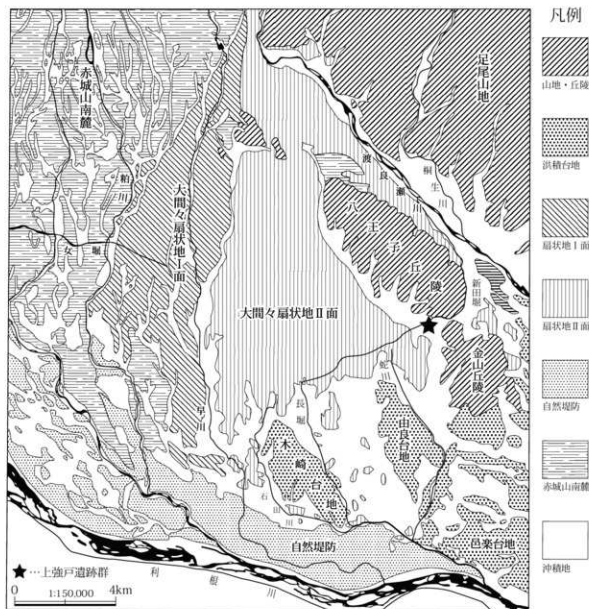 凡例
山地・丘陵
洪積台地
扇状地Ⅰ面
扇状地Ⅱ面
自然堤防
赤城山南麓
沖積地
赤城山南麓
粕川
女堀
大間々扇状地Ⅰ面
早川
大間々扇状地Ⅱ面
足尾山地
桐生川
渡良瀬川
八王子丘陵
新田堀
金山丘陵
蛇川
長堀
木崎台地
由良台地
石田川
自然堤防
邑楽台地
利根川
★…上強戸遺跡群
0 1:150,000 4km